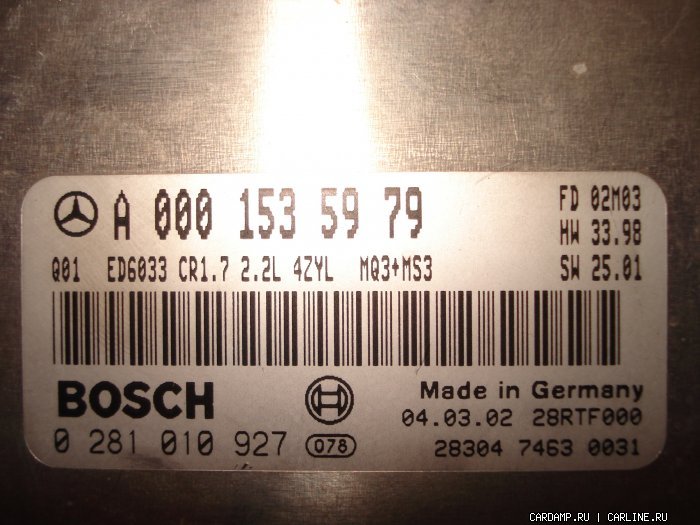 A 000 153 59 79
FD 02M03
HW 33.98
Q01 ED6033 CR1.7 2.2L 4ZYL MQ3+MS3
SW 25.01
BOSCH
Made in Germany
04.03.02 28RTF000
0 281 010 927 078
28304 7463 0031
CARDAMP.RU | CARLINE.RU